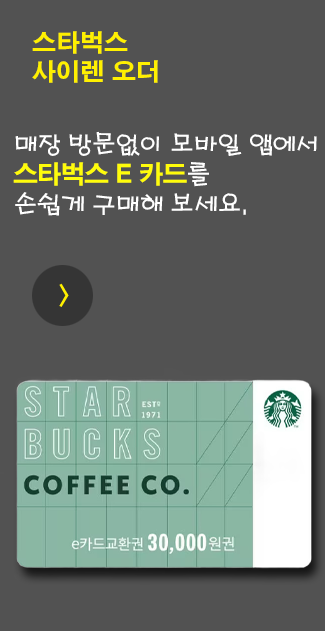 스타벅스
사이렌 오더
매장 방문없이 모바일 앱에서
스타벅스 E 카드를
손쉽게 구매해 보세요.
STAR
ESTD
1971
BUCKS
COFFEE CO.
e카드교환권 30,000원권